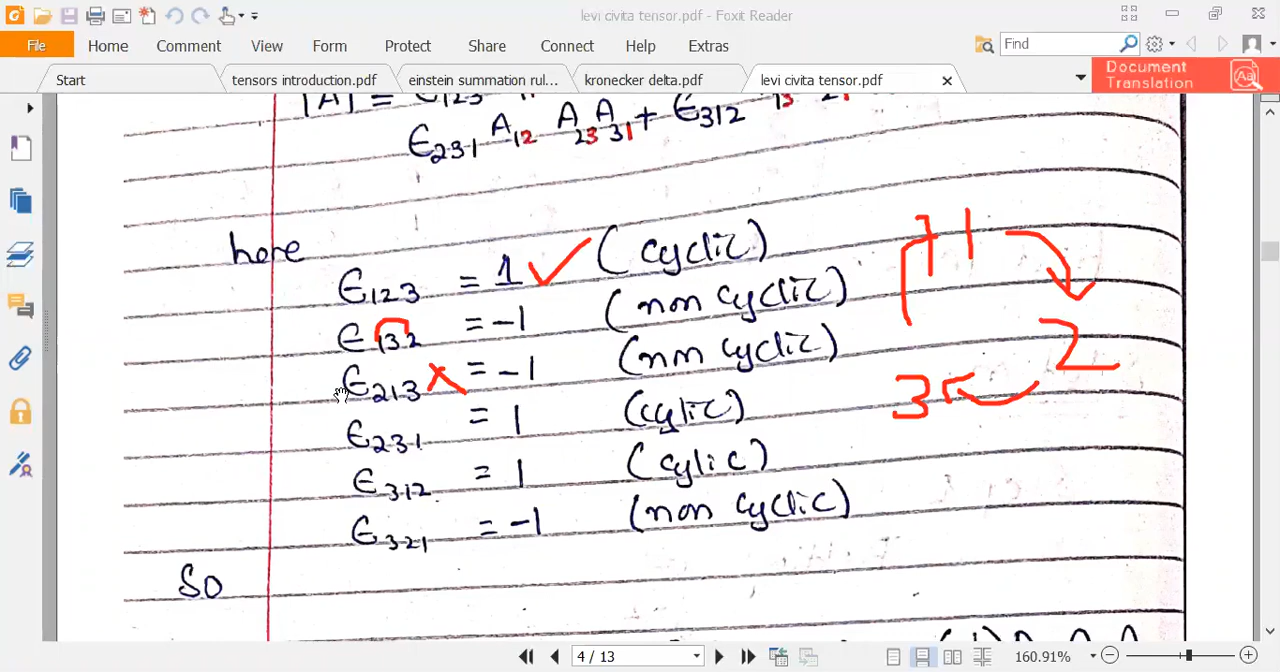 levi civita tensor.pdf - Foxit Reader
File Home Comment View Form Protect Share Connect Help Extras Find
Start tensors introduction.pdf einstein summation rul... kronecker delta.pdf levi civita tensor.pdf Document Translation
ϵ231 A12 A23 A31 + ϵ312
here
ϵ123 = 1 (cyclic)
ϵ132 = -1 (non cyclic)
ϵ213 = -1 (non cyclic)
ϵ231 = 1 (cylic)
ϵ312 = 1 (cylic)
ϵ321 = -1 (non cyclic)
1
2
3
So
4 / 13 160.91%